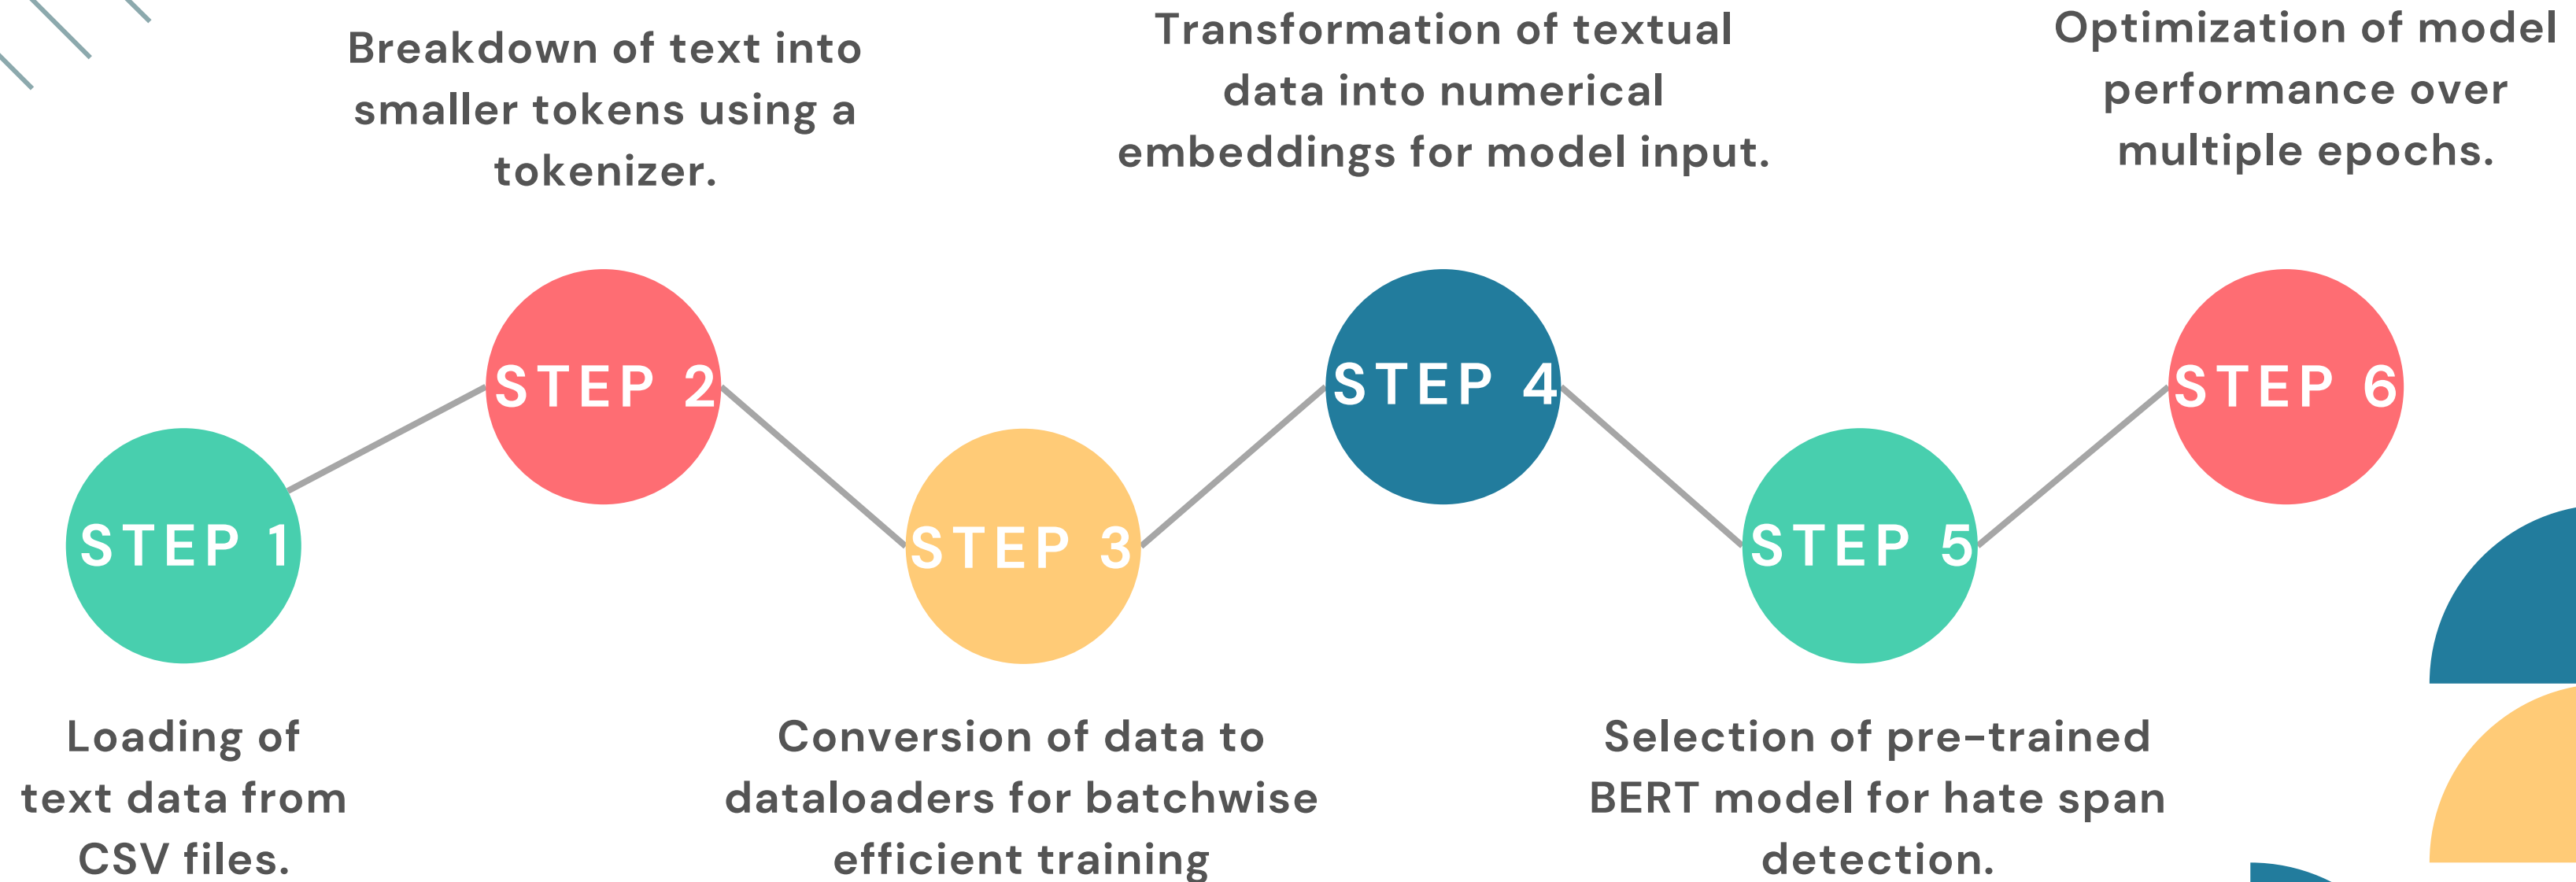 Breakdown of text into
smaller tokens using a
tokenizer.
Transformation of textual
data into numerical
embeddings for model input.
Optimization of model
performance over
multiple epochs.
STEP 1
STEP 2
STEP 3
STEP 4
STEP 5
STEP 6
Loading of
text data from
CSV files.
Conversion of data to
dataloaders for batchwise
efficient training
Selection of pre-trained
BERT model for hate span
detection.